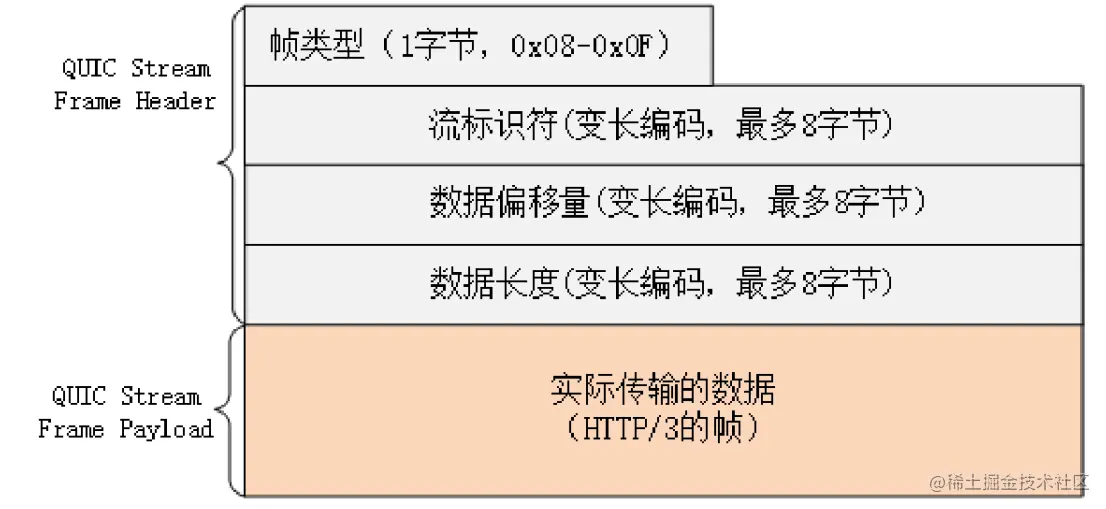 帧类型（1字节，0x08-0x0F）
QUIC Stream
Frame Header
流标识符(变长编码，最多8字节)
数据偏移量(变长编码，最多8字节)
数据长度(变长编码，最多8字节)
QUIC Stream
Frame Payload
实际传输的数据
（HTTP/3的帧）
@稀土掘金技术社区